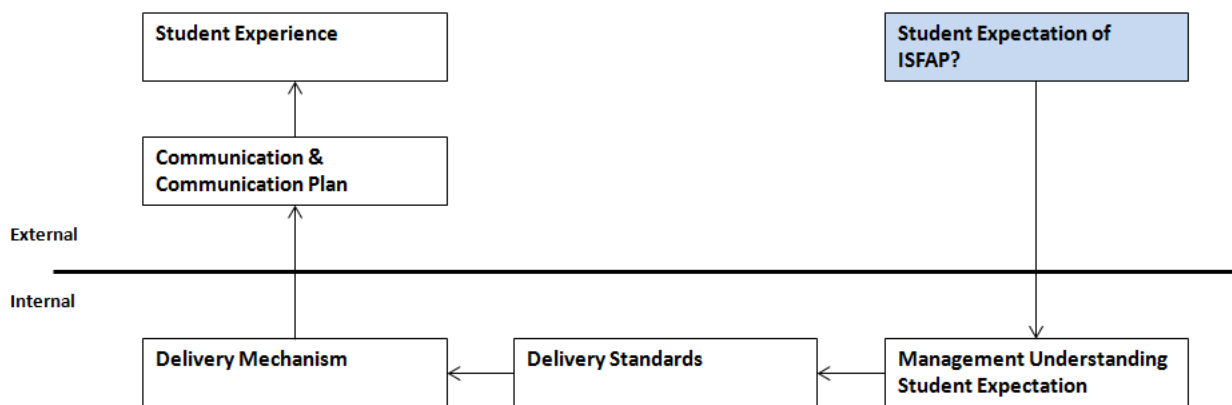 Student Experience
Student Expectation of
ISFAP?
Communication &
Communication Plan
External
Internal
Delivery Mechanism
Delivery Standards
Management Understanding
Student Expectation